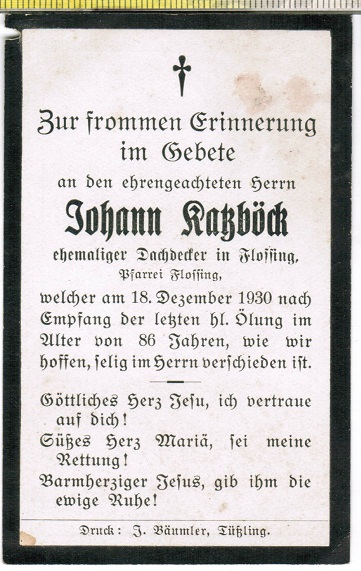 Zur frommen Erinnerung
im Gebete
an den ehrengeachteten Herrn
Johann Katzböck
ehemaliger Dachdecker in Flossing,
Pfarrei Flossing,
welcher am 18. Dezember 1930 nach
Empfang der letzten hl. Ölung im
Alter von 86 Jahren, wie wir
hoffen, selig im Herrn verschieden ist.
Göttliches Herz Jesu, ich vertraue
auf dich!
Süßes Herz Mariä, sei meine
Rettung!
Barmherziger Jesus, gib ihm die
ewige Ruhe!
Druck: J. Bäumler, Tüßling.